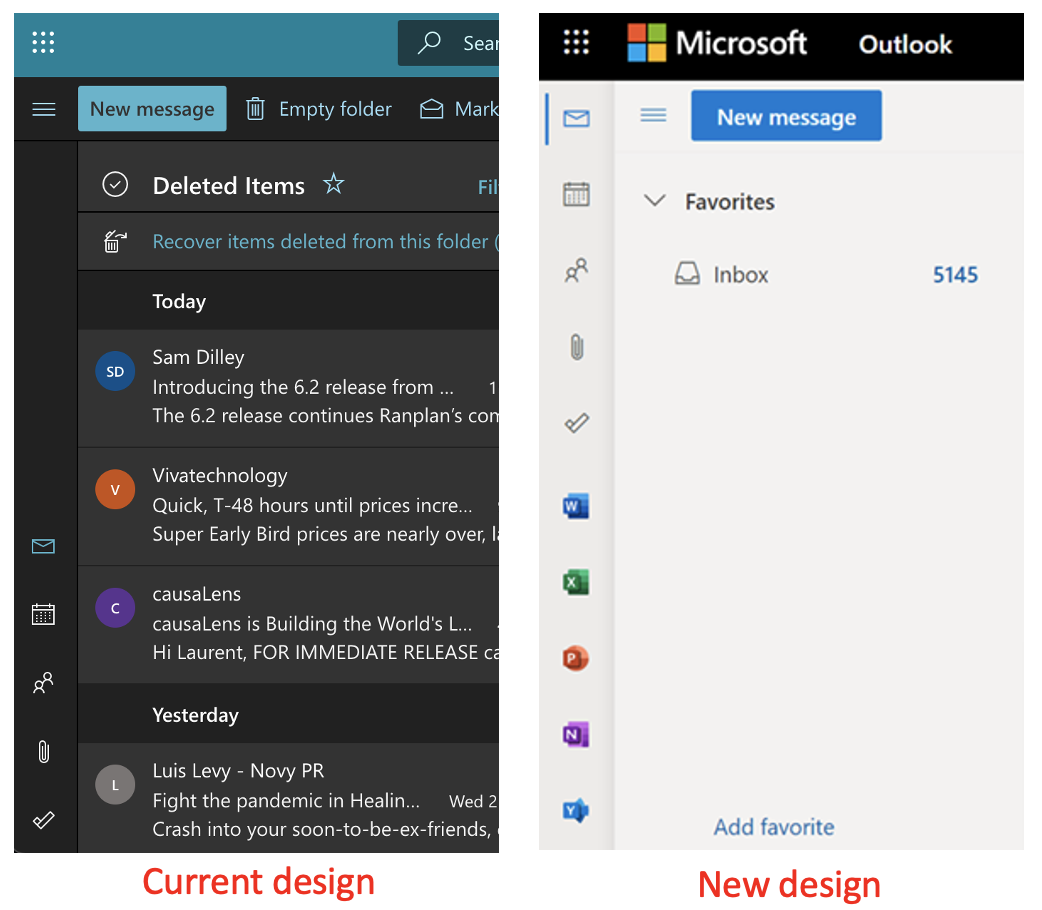 Sear
New message
Empty folder
Mark
Deleted Items
Filt
Recover items deleted from this folder (
Today
SD
Sam Dilley
Introducing the 6.2 release from ...
1
The 6.2 release continues Ranplan's com
V
Vivatechnology
Quick, T-48 hours until prices incre...
Super Early Bird prices are nearly over, la
C
causaLens
causaLens is Building the World's L...
Hi Laurent, FOR IMMEDIATE RELEASE ca
Yesterday
L
Luis Levy - Novy PR
Fight the pandemic in Healin...
Wed 2
Crash into your soon-to-be-ex-friends,
Current design
Microsoft
Outlook
New message
Favorites
Inbox
5145
W
X
P
N
Y
Add favorite
New design